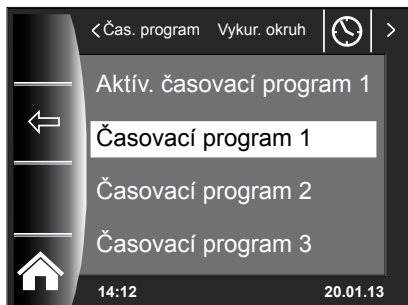 Čas. program Vykur. okruh
Aktív. časovací program 1
Časovací program 1
Časovací program 2
Časovací program 3
14:12 20.01.13